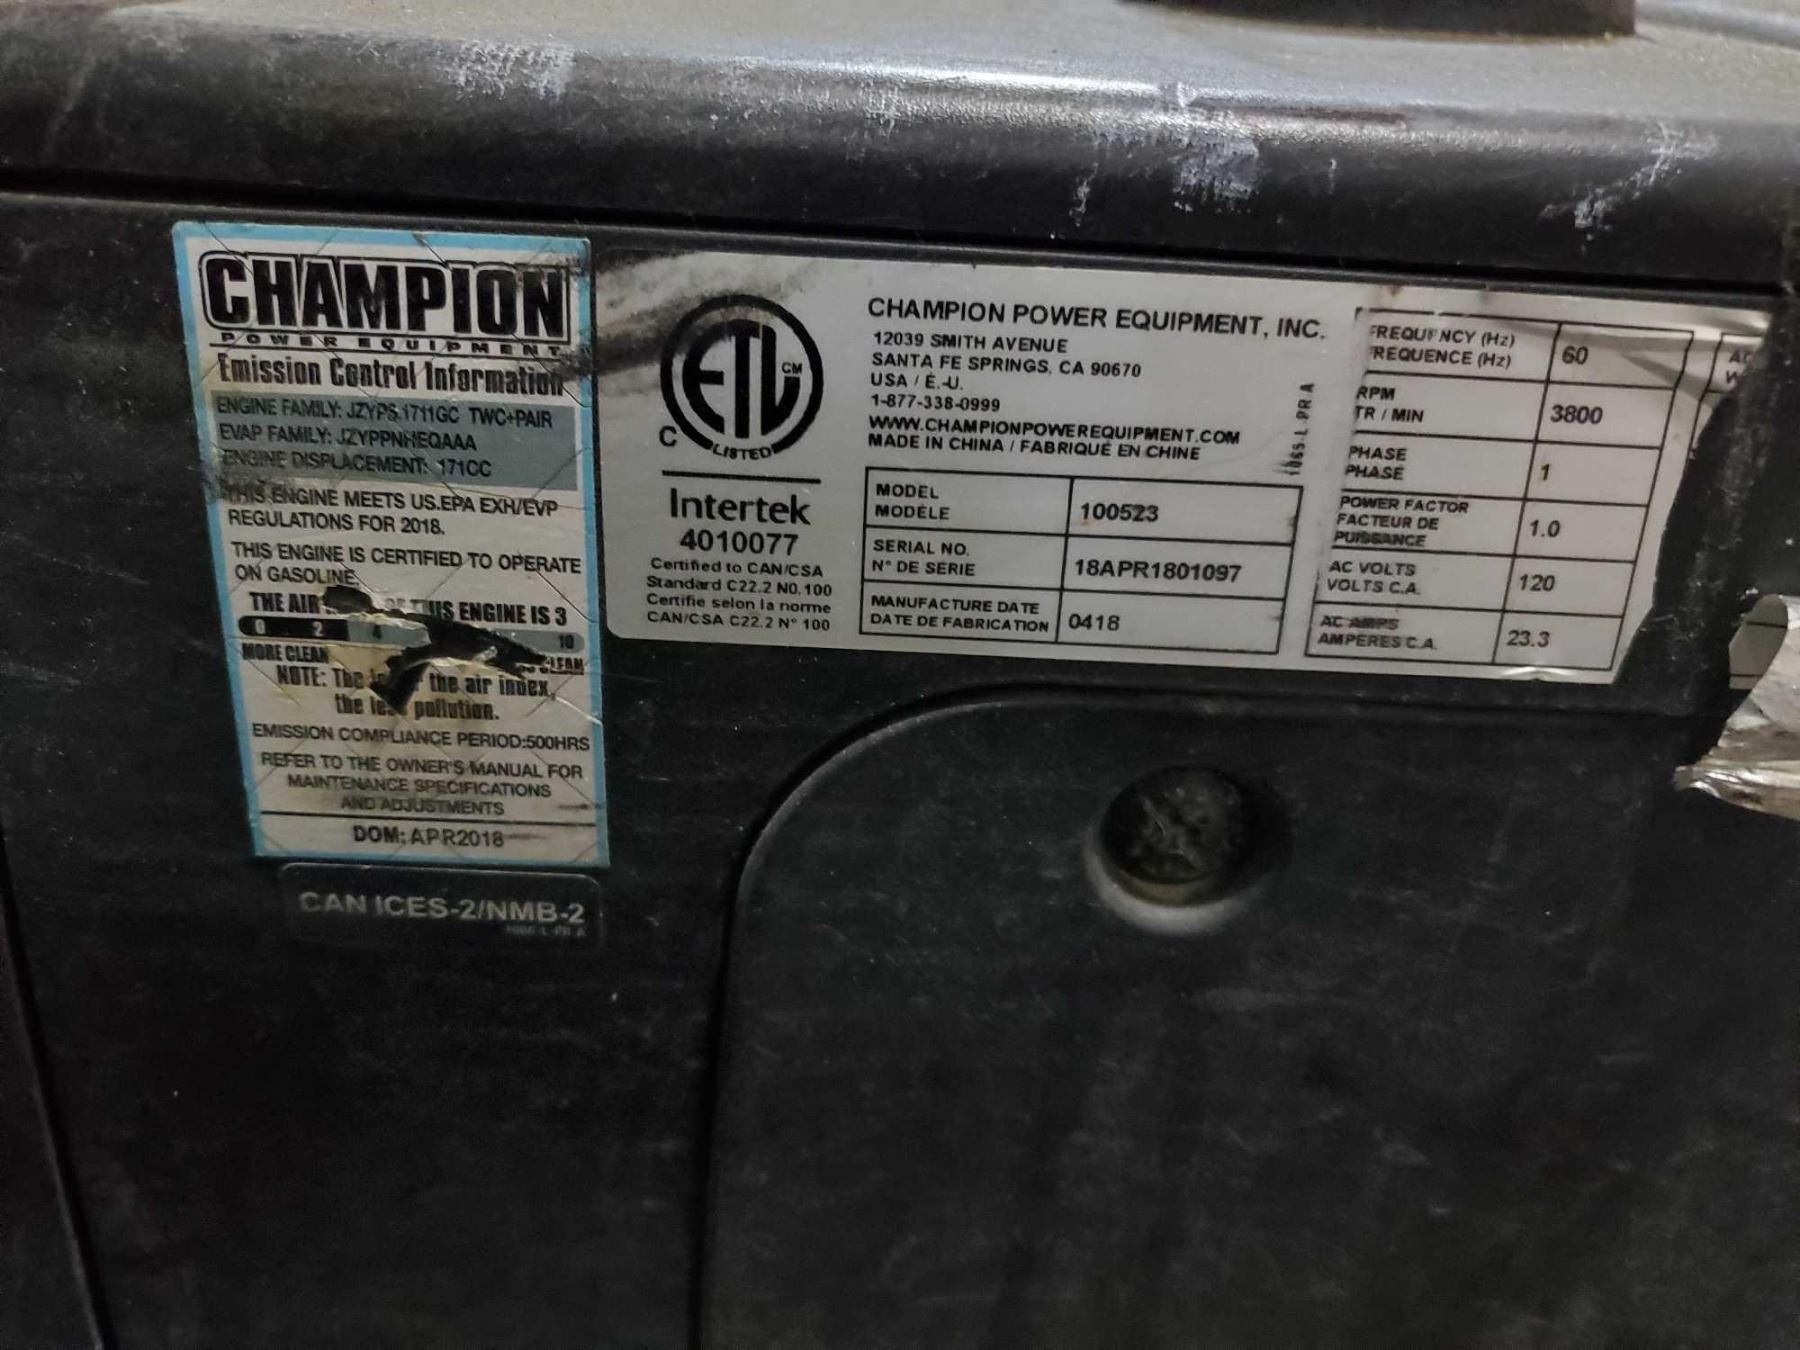 CHAMPION
POWER EQUIPMENT
Emission Control Information
ENGINE FAMILY: JZYPS.1711GC TWC+PAIR
EVAP FAMILY: JZYPPNHEQAAA
ENGINE DISPLACEMENT: 171CC
THIS ENGINE MEETS US.EPA EXH/EVP
REGULATIONS FOR 2018.
THIS ENGINE IS CERTIFIED TO OPERATE
ON GASOLINE.
THE AIR THIS ENGINE IS 3
0 2 4 10
MORE CLEAN CLEAN
NOTE: The the air index,
the pollution.
EMISSION COMPLIANCE PERIOD:500HRS
REFER TO THE OWNER'S MANUAL FOR
MAINTENANCE SPECIFICATIONS
AND ADJUSTMENTS
DOM: APR2018
CAN ICES-2/NMB-2
ETL
CM
C
LISTED
Intertek
4010077
Certified to CAN/CSA
Standard C22.2 NO. 100
Certifie selon la norme
CAN/CSA C22.2 N° 100
CHAMPION POWER EQUIPMENT, INC.
12039 SMITH AVENUE
SANTA FE SPRINGS, CA 90670
USA / É.-U.
1-877-338-0999
WWW.CHAMPIONPOWEREQUIPMENT.COM
MADE IN CHINA / FABRIQUÉ EN CHINE
1865-L-PR.A
MODEL
MODÈLE
100523
SERIAL NO.
N° DE SÉRIE
18APR1801097
MANUFACTURE DATE
DATE DE FABRICATION
0418
FREQUENCY (Hz)
FREQUENCE (Hz)
60
RPM
TR / MIN
3800
PHASE
PHASE
1
POWER FACTOR
FACTEUR DE
PUISSANCE
1.0
AC VOLTS
VOLTS C.A.
120
AC AMPS
AMPERES C.A.
23.3